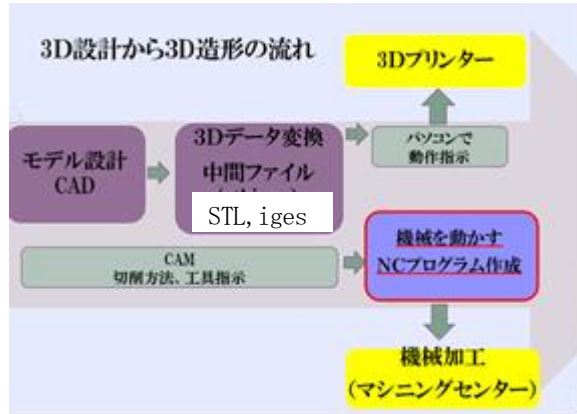 3D設計から3D造形の流れ
3Dプリンター
モデル設計
CAD
3Dデータ変換
中間ファイル
STL,iges
パソコンで
動作指示
CAM
切削方法、工具指示
機械を動かす
NCプログラム作成
機械加工
(マシニングセンター)